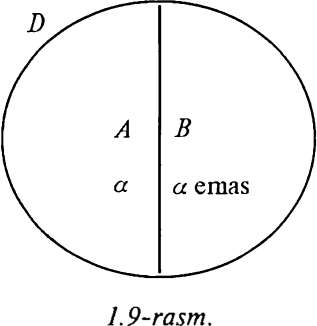 D
A B
α α emas
1.9-rasm.